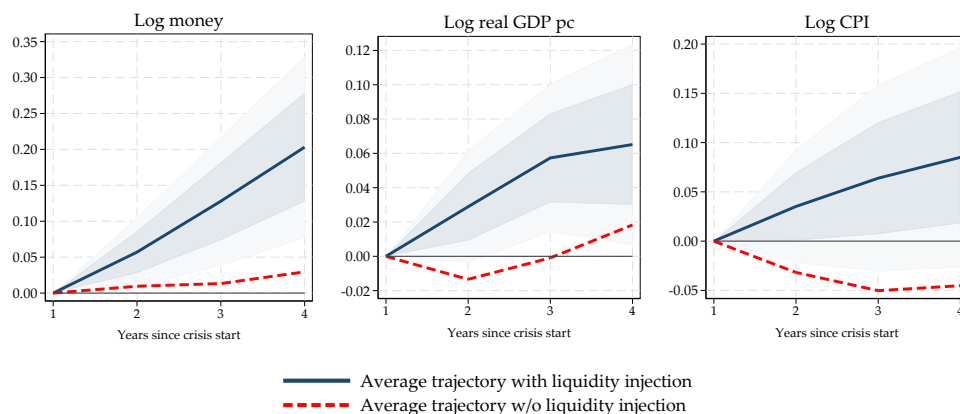 Log money
0.35
0.30
0.25
0.20
0.15
0.10
0.05
0.00
1 2 3 4
Years since crisis start
Log real GDP pc
0.12
0.10
0.08
0.06
0.04
0.02
0.00
-0.02
1 2 3 4
Years since crisis start
Log CPI
0.20
0.15
0.10
0.05
0.00
-0.05
1 2 3 4
Years since crisis start
Average trajectory with liquidity injection
Average trajectory w/o liquidity injection